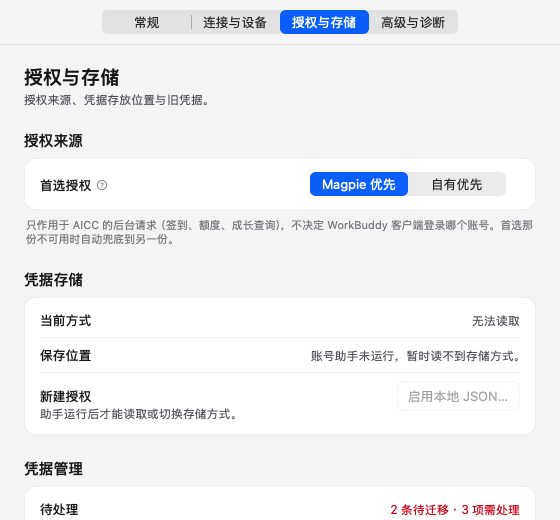 常规
连接与设备
授权与存储
高级与诊断
授权与存储
授权来源、凭据存放位置与旧凭据。
授权来源
首选授权 ?
Magpie 优先
自有优先
只作用于 AICC 的后台请求 (签到、额度、成长查询)，不决定 WorkBuddy 客户端登录哪个账号。首选那
份不可用时自动兜底到另一份。
凭据存储
当前方式
无法读取
保存位置
账号助手未运行，暂时读不到存储方式。
新建授权
启用本地 JSON...
助手运行后才能读取或切换存储方式。
凭据管理
待处理
2 条待迁移 · 3 项需处理